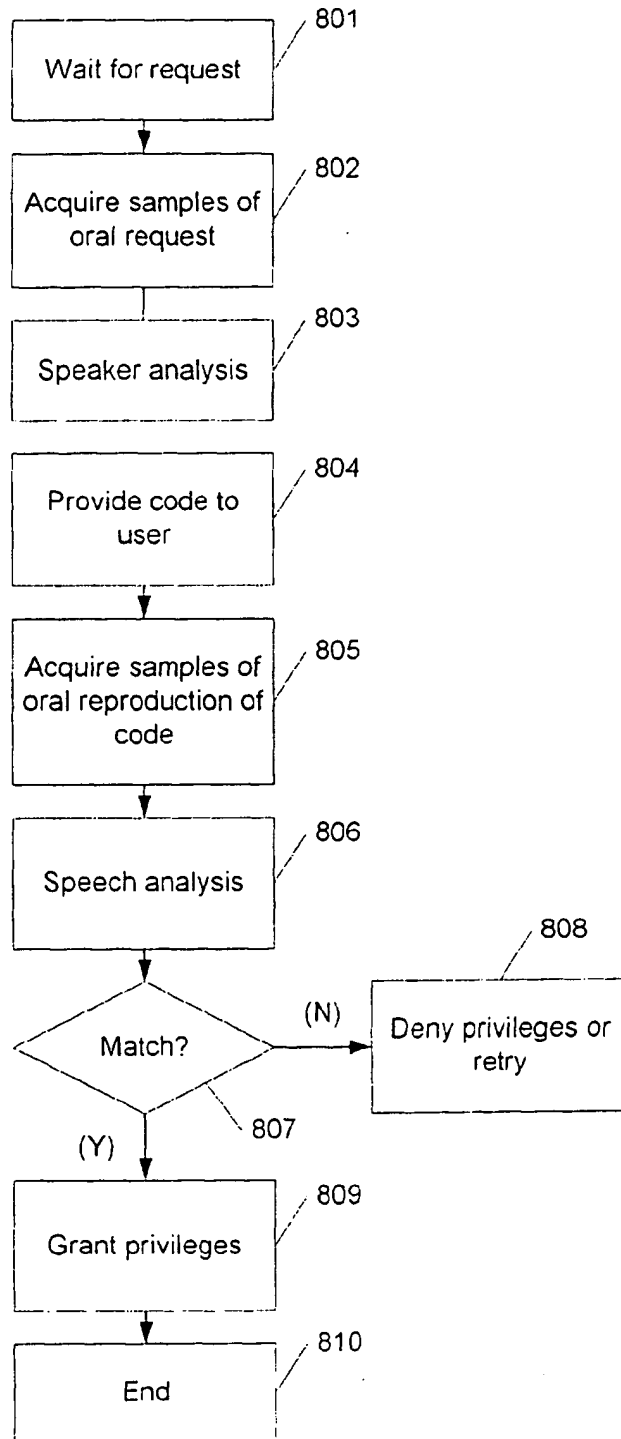 801
Wait for request
802
Acquire samples of
oral request
803
Speaker analysis
804
Provide code to
user
805
Acquire samples of
oral reproduction of
code
806
Speech analysis
808
(N)
Deny privileges or
retry
Match?
807
(Y)
809
Grant privileges
810
End